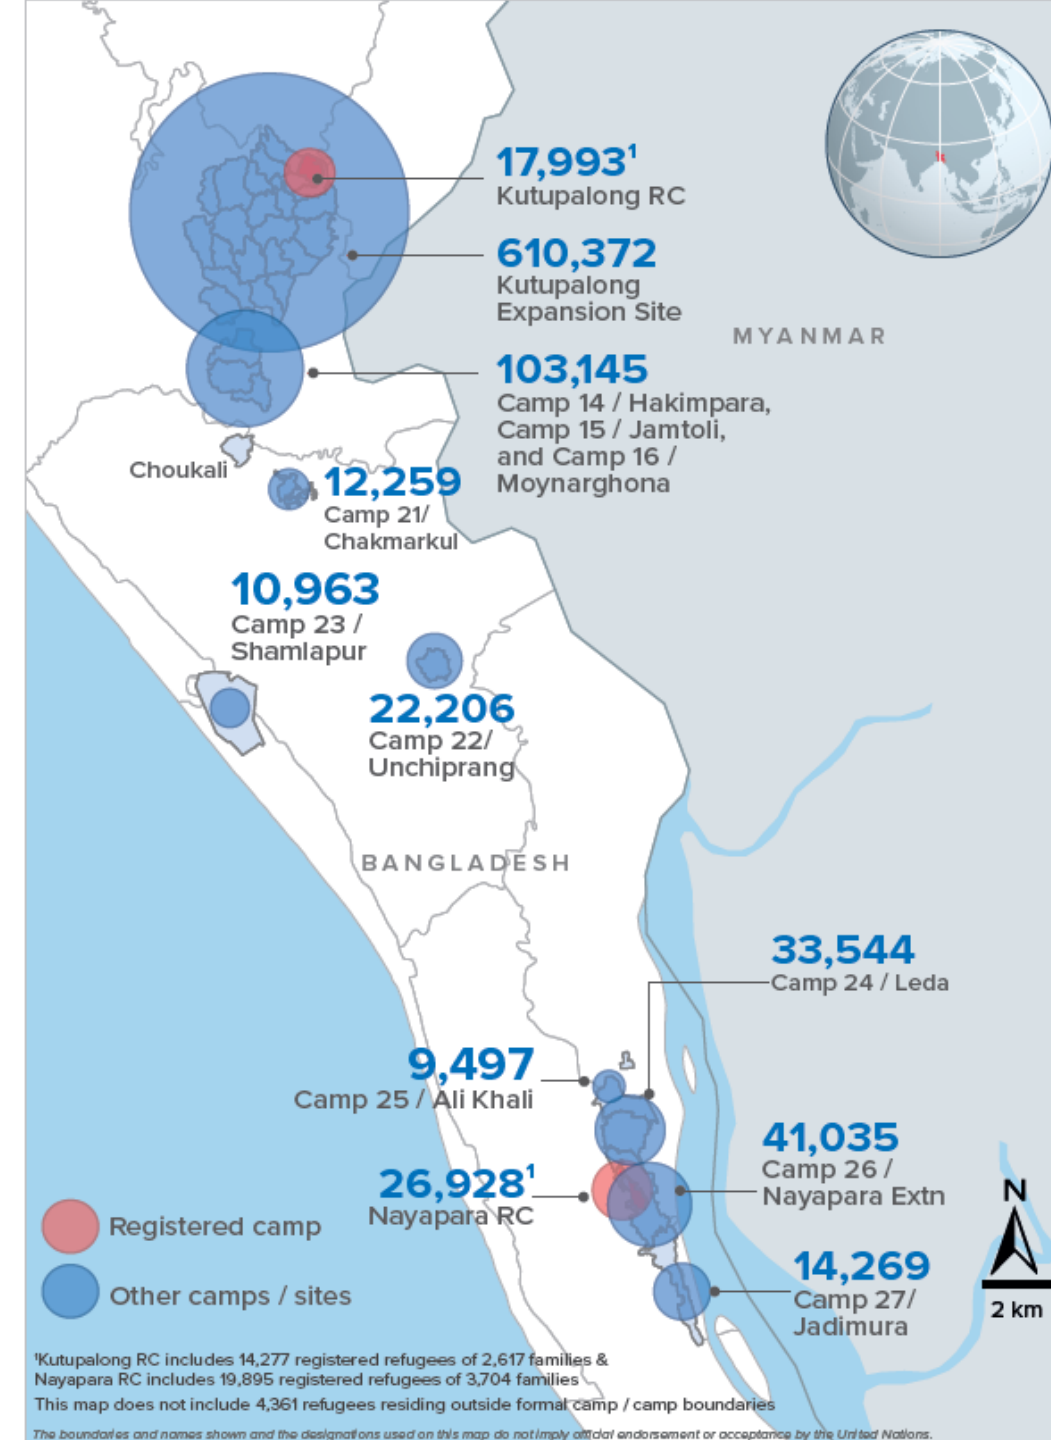 17,993¹
Kutupalong RC
610,372
Kutupalong
Expansion Site
MYANMAR
103,145
Camp 14 / Hakimpara,
Camp 15 / Jamtoli,
and Camp 16 /
Moynarghona
Choukali
12,259
Camp 21/
Chakmarkul
10,963
Camp 23 /
Shamlapur
22,206
Camp 22/
Unchiprang
BANGLADESH
33,544
Camp 24 / Leda
9,497
Camp 25 / Ali Khali
41,035
Camp 26 /
Nayapara Extn
26,928¹
Nayapara RC
N
2 km
14,269
Camp 27/
Jadimura
Registered camp
Other camps / sites
¹Kutupalong RC includes 14,277 registered refugees of 2,617 families &
Nayapara RC includes 19,895 registered refugees of 3,704 families
This map does not include 4,361 refugees residing outside formal camp / camp boundaries
The boundaries and names shown and the designations used on this map do not imply official endorsement or acceptance by the United Nations.